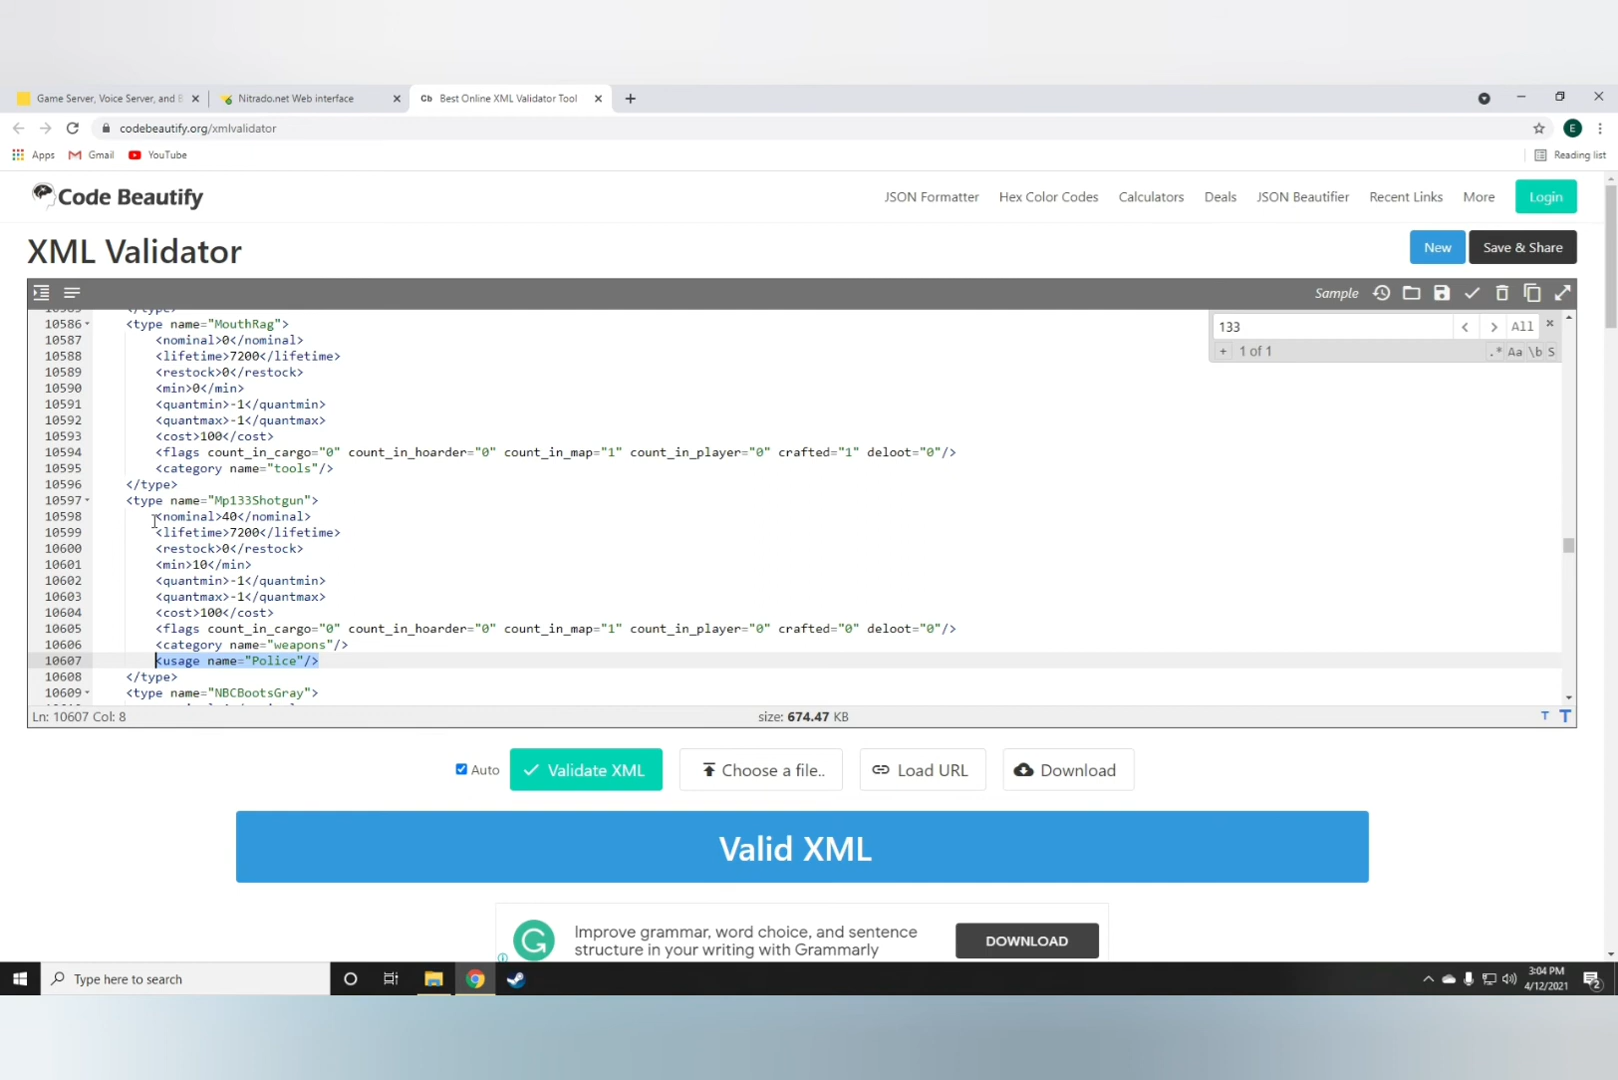 Game Server, Voice Server, and
Nitrado.net Web interface
Cb Best Online XML Validator Tool
codebeautify.org/xmlvalidator
E
Apps Gmail YouTube
Reading list
Code Beautify
JSON Formatter Hex Color Codes Calculators Deals JSON Beautifier Recent Links More Login
XML Validator
New Save & Share
Sample
133 All
+ 1 of 1 .* Aa \b S
10586 <type name="MouthRag">
10587 <nominal>0</nominal>
10588 <lifetime>7200</lifetime>
10589 <restock>0</restock>
10590 <min>0</min>
10591 <quantmin>-1</quantmin>
10592 <quantmax>-1</quantmax>
10593 <cost>100</cost>
10594 <flags count_in_cargo="0" count_in_hoarder="0" count_in_map="1" count_in_player="0" crafted="1" deloot="0"/>
10595 <category name="tools"/>
10596 </type>
10597 <type name="Mp133Shotgun">
10598 <nominal>40</nominal>
10599 <lifetime>7200</lifetime>
10600 <restock>0</restock>
10601 <min>10</min>
10602 <quantmin>-1</quantmin>
10603 <quantmax>-1</quantmax>
10604 <cost>100</cost>
10605 <flags count_in_cargo="0" count_in_hoarder="0" count_in_map="1" count_in_player="0" crafted="0" deloot="0"/>
10606 <category name="weapons"/>
10607 <usage name="Police"/>
10608 </type>
10609 <type name="NBCBootsGray">
Ln: 10607 Col: 8 size: 674.47 KB T T
Auto Validate XML Choose a file.. Load URL Download
Valid XML
Improve grammar, word choice, and sentence
structure in your writing with Grammarly
DOWNLOAD
Type here to search
3:04 PM
4/12/2021
2